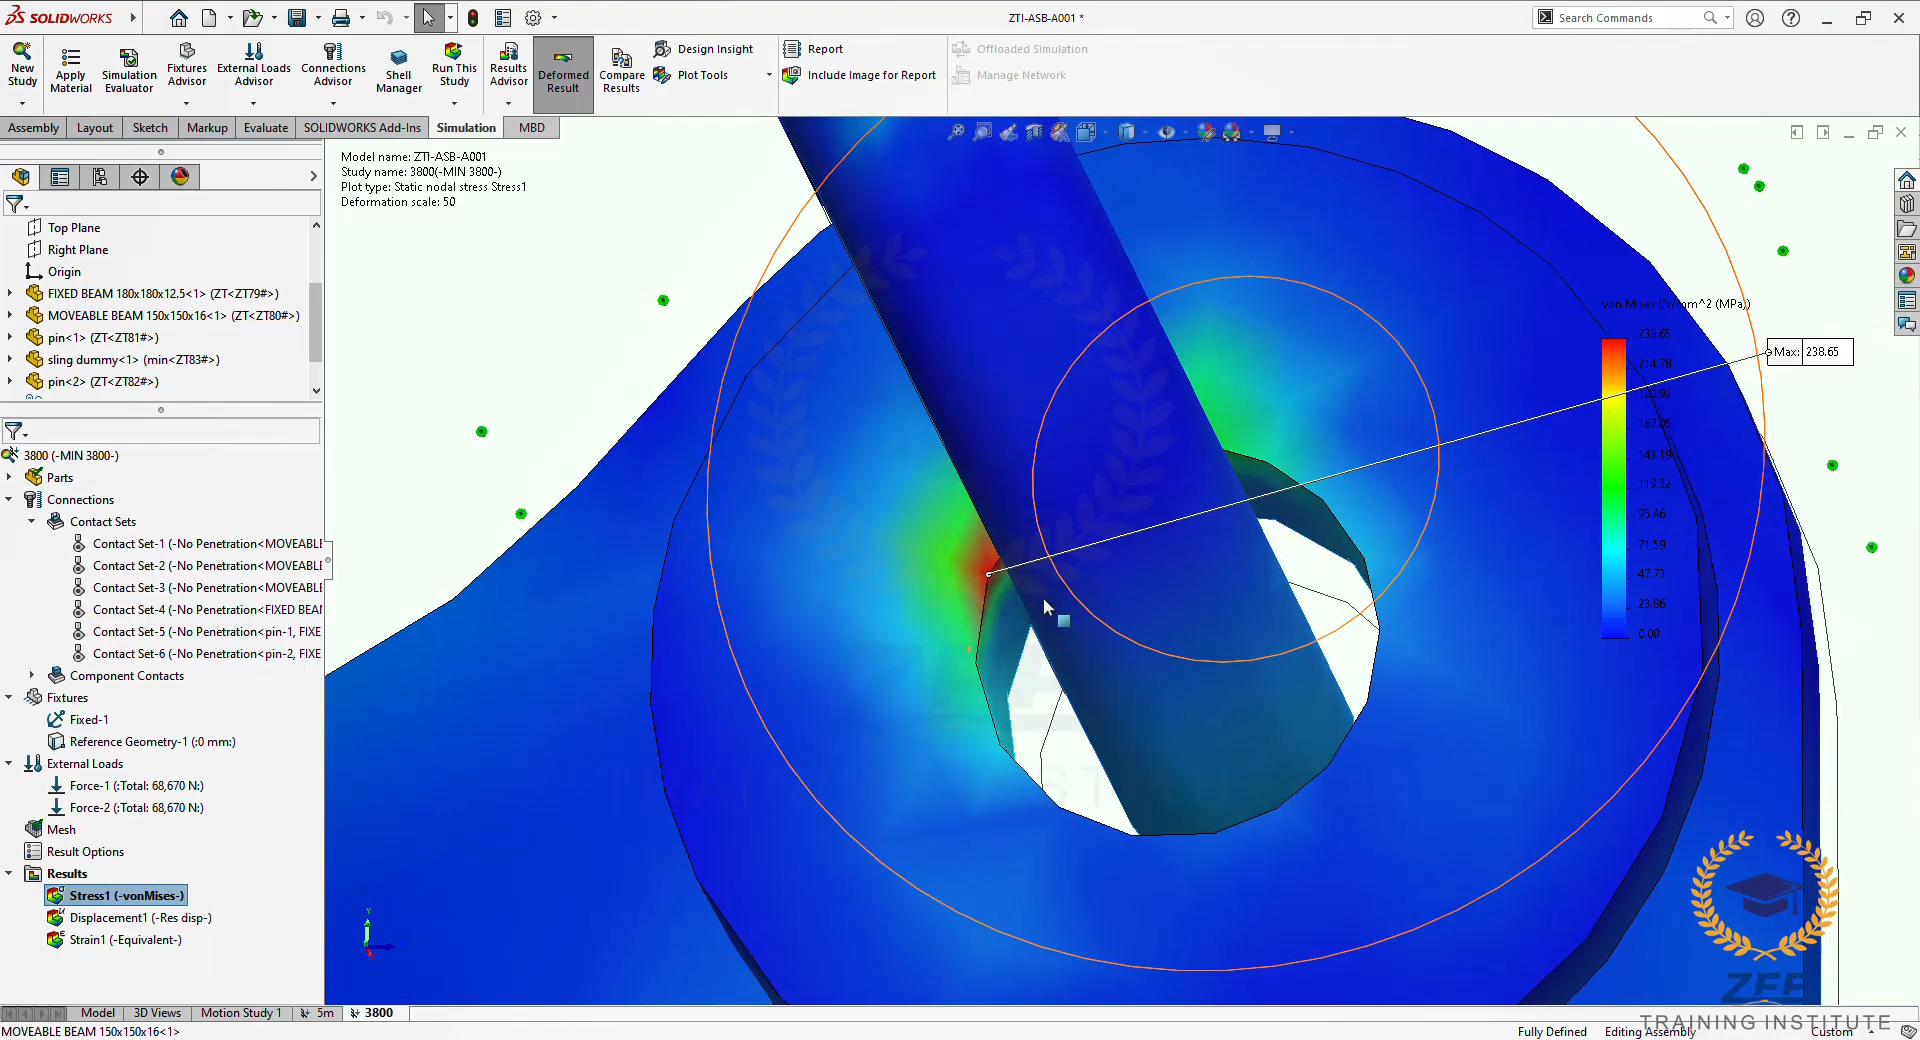 SOLIDWORKS
ZTI-ASB-A001 *
Search Commands
New Study
Apply Material
Simulation Evaluator
Fixtures Advisor
External Loads Advisor
Connections Advisor
Shell Manager
Run This Study
Results Advisor
Deformed Result
Compare Results
Design Insight
Plot Tools
Report
Include Image for Report
Offloaded Simulation
Manage Network
Assembly
Layout
Sketch
Markup
Evaluate
SOLIDWORKS Add-Ins
Simulation
MBD
Model name: ZTI-ASB-A001
Study name: 3800(-MIN 3800-)
Plot type: Static nodal stress Stress1
Deformation scale: 50
Top Plane
Right Plane
Origin
FIXED BEAM 180x180x12.5<1> (ZT<ZT79#>)
MOVEABLE BEAM 150x150x16<1> (ZT<ZT80#>)
pin<1> (ZT<ZT81#>)
sling dummy<1> (min<ZT83#>)
pin<2> (ZT<ZT82#>)
3800 (-MIN 3800-)
Parts
Connections
Contact Sets
Contact Set-1 (-No Penetration<MOVEABLE
Contact Set-2 (-No Penetration<MOVEABLE
Contact Set-3 (-No Penetration<MOVEABLE
Contact Set-4 (-No Penetration<FIXED BEAM
Contact Set-5 (-No Penetration<pin-1, FIXE
Contact Set-6 (-No Penetration<pin-2, FIXE
Component Contacts
Fixtures
Fixed-1
Reference Geometry-1 (:0 mm:)
External Loads
Force-1 (:Total: 68,670 N:)
Force-2 (:Total: 68,670 N:)
Mesh
Result Options
Results
Stress1 (-vonMises-)
Displacement1 (-Res disp-)
Strain1 (-Equivalent-)
von Mises (N/mm^2 (MPa))
214.78
167.05
143.19
119.32
95.46
71.59
47.73
23.86
0.00
Max: 238.65
Y
ZEE
TRAINING INSTITUTE
Model
3D Views
Motion Study 1
5m
3800
MOVEABLE BEAM 150x150x16<1>
Fully Defined
Editing Assembly
Custom